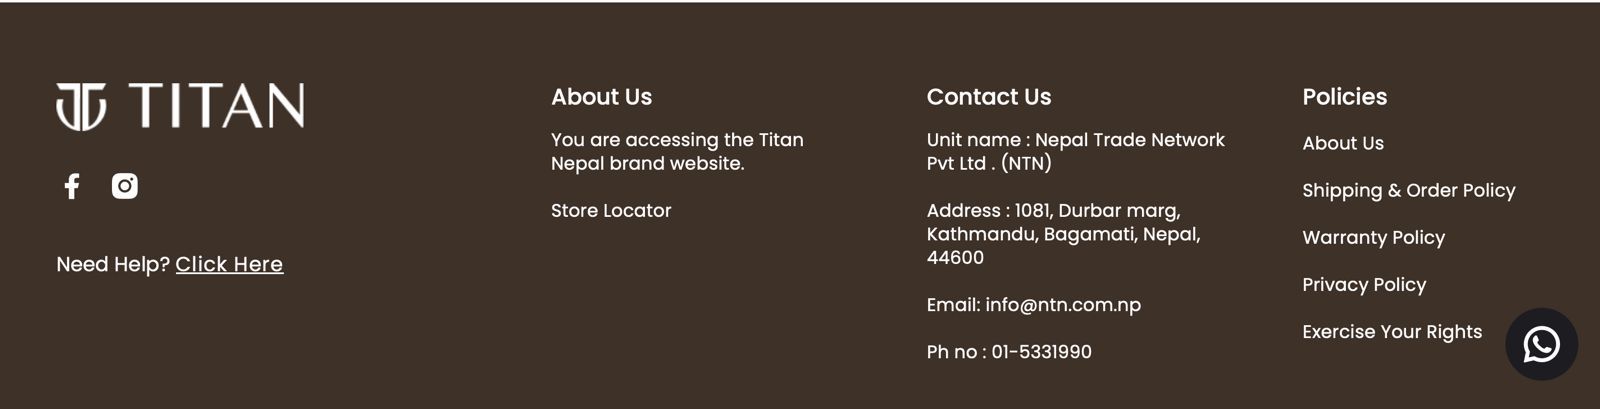 TITAN
Need Help? Click Here
About Us
You are accessing the Titan
Nepal brand website.
Store Locator
Contact Us
Unit name : Nepal Trade Network
Pvt Ltd . (NTN)
Address : 1081, Durbar marg,
Kathmandu, Bagamati, Nepal,
44600
Email: info@ntn.com.np
Ph no : 01-5331990
Policies
About Us
Shipping & Order Policy
Warranty Policy
Privacy Policy
Exercise Your Rights